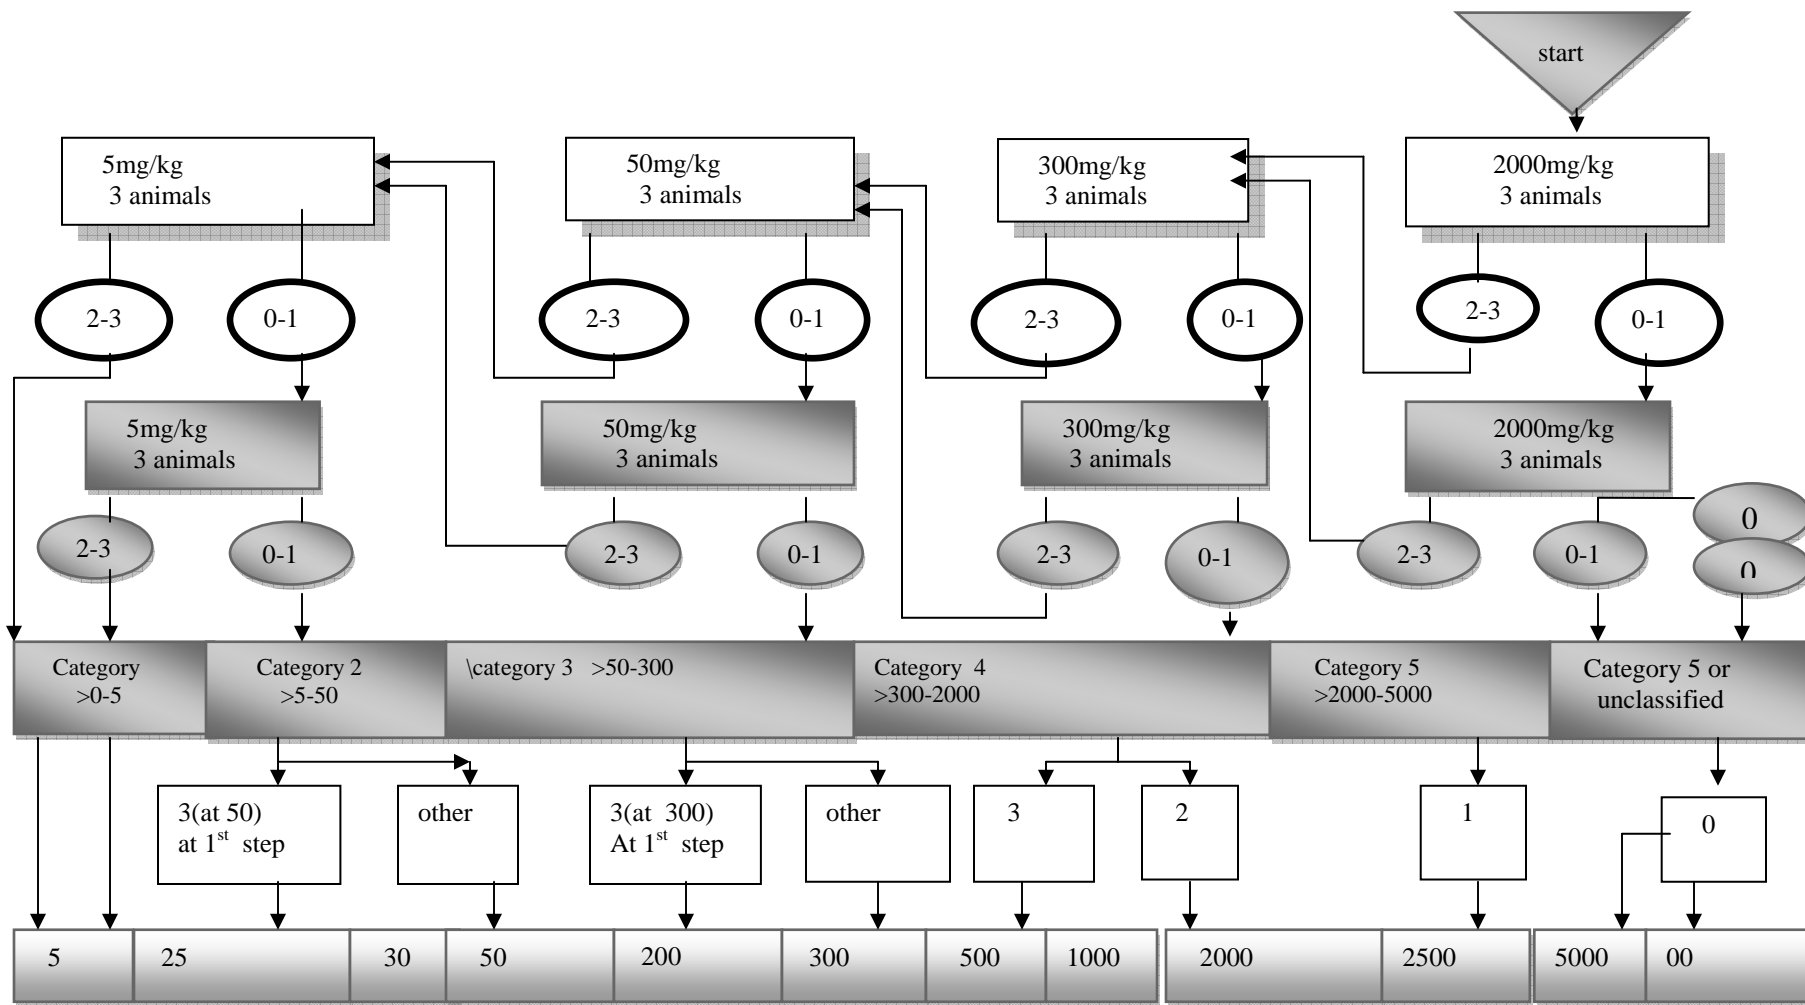 start
5mg/kg
3 animals
50mg/kg
3 animals
300mg/kg
3 animals
2000mg/kg
3 animals
2-3
0-1
2-3
0-1
2-3
0-1
2-3
0-1
5mg/kg
3 animals
50mg/kg
3 animals
300mg/kg
3 animals
2000mg/kg
3 animals
2-3
0-1
2-3
0-1
2-3
0-1
2-3
0-1
0
0
Category
>0-5
Category 2
>5-50
\category 3 >50-300
Category 4
>300-2000
Category 5
>2000-5000
Category 5 or
unclassified
3(at 50)
at 1st step
other
3(at 300)
At 1st step
other
3
2
1
0
5
25
30
50
200
300
500
1000
2000
2500
5000
00